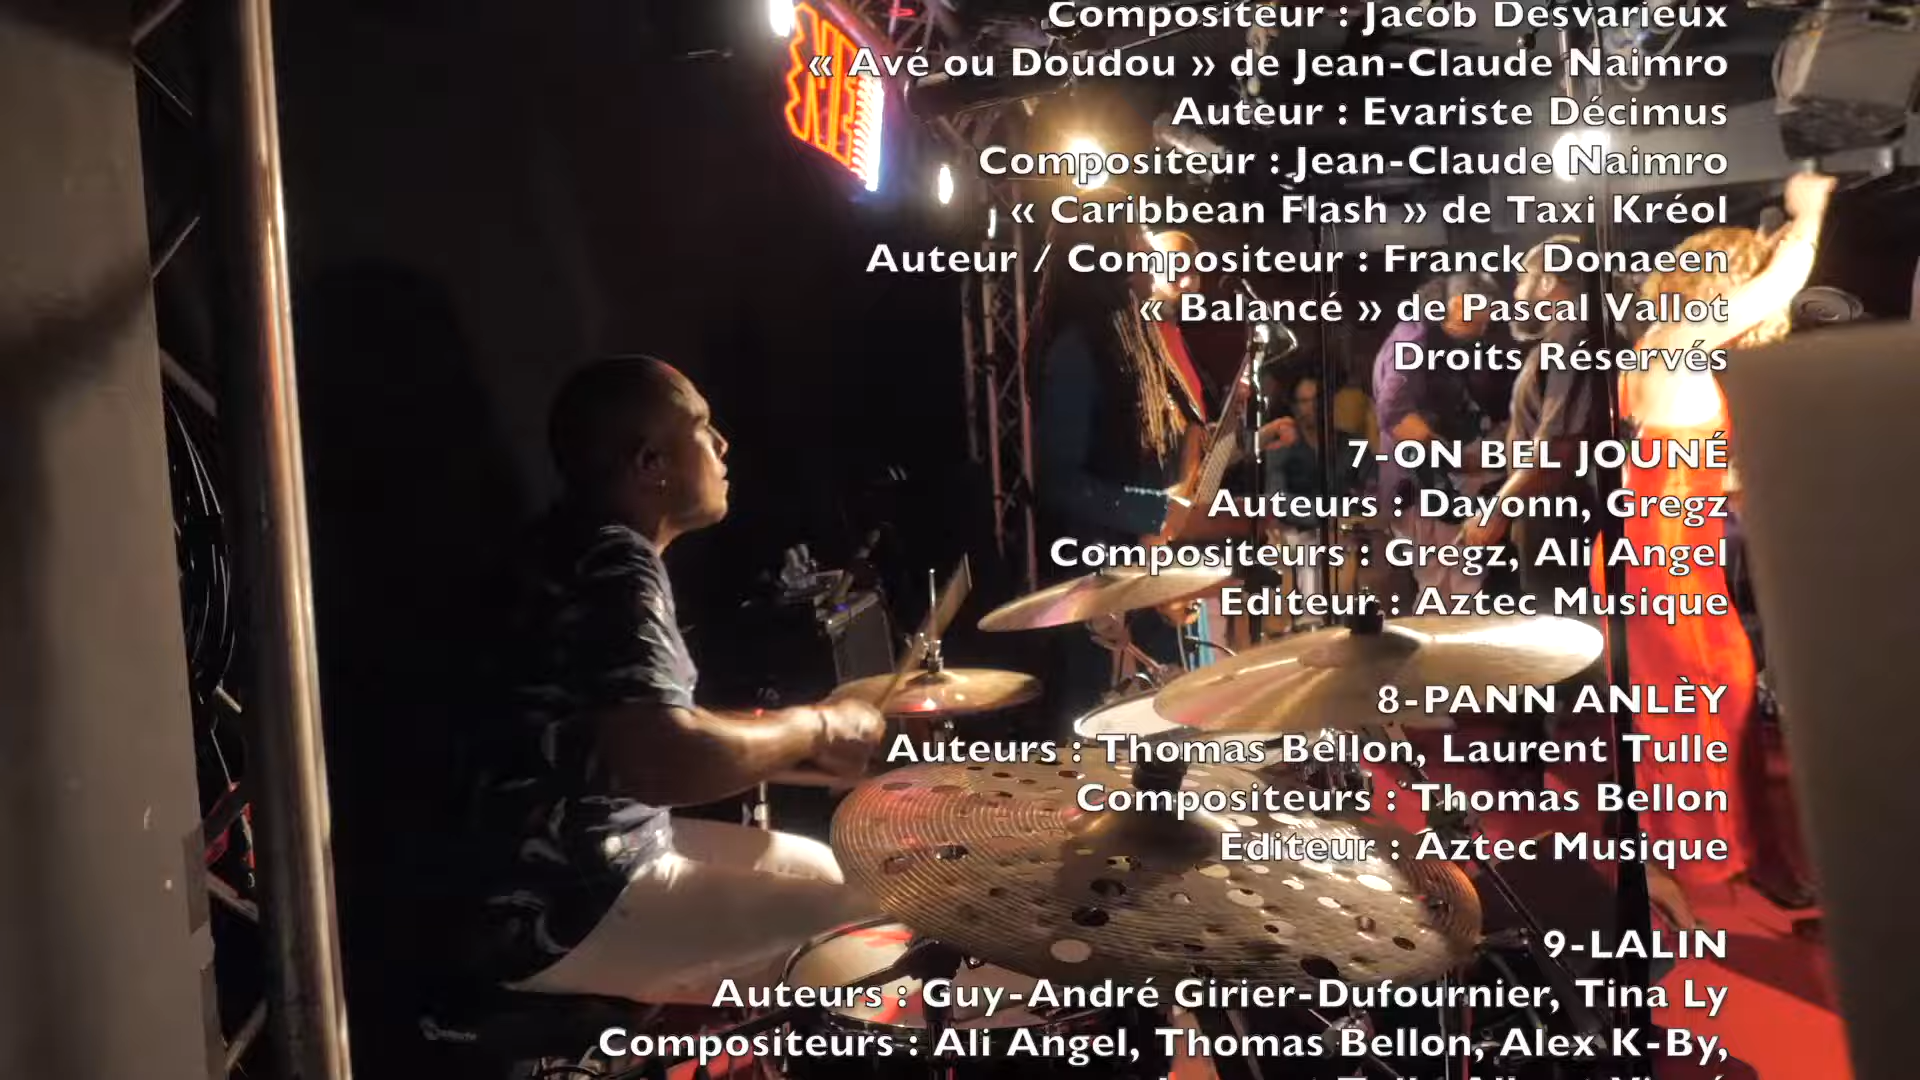 Compositeur : Jacob Desvarieux
« Avé ou Doudou » de Jean-Claude Naimro
Auteur : Evariste Décimus
Compositeur : Jean-Claude Naimro
« Caribbean Flash » de Taxi Kréol
Auteur / Compositeur : Franck Donaeen
« Balancé » de Pascal Vallot
Droits Réservés
7-ON BEL JOUNÉ
Auteurs : Dayonn, Gregz
Compositeurs : Gregz, Ali Angel
Editeur : Aztec Musique
8-PANN ANLÈY
Auteurs : Thomas Bellon, Laurent Tulle
Compositeurs : Thomas Bellon
Editeur : Aztec Musique
9-LALIN
Auteurs : Guy-André Girier-Dufournier, Tina Ly
Compositeurs : Ali Angel, Thomas Bellon, Alex K-By,